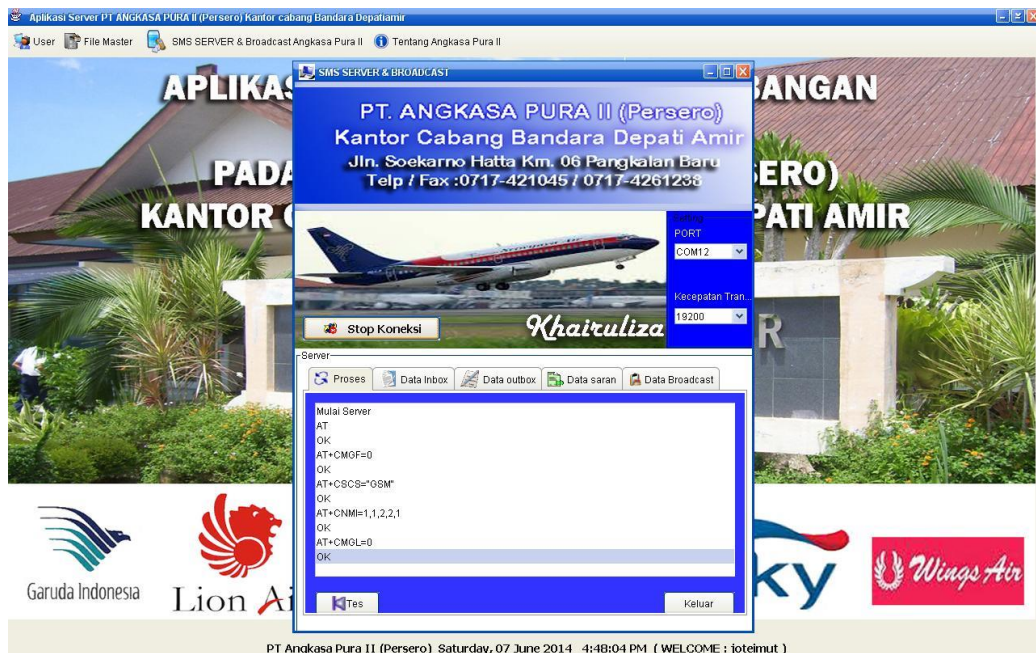 Aplikasi Server PT ANGKASA PURA II (Persero) Kantor cabang Bandara Depatiamir
User File Master SMS SERVER & Broadcast Angkasa Pura II Tentang Angkasa Pura II
SMS SERVER & BROADCAST
PT. ANGKASA PURA II (Persero)
Kantor Cabang Bandara Depati Amir
Jln. Soekarno Hatta Km. 06 Pangkalan Baru
Telp / Fax :0717-421045 / 0717-4261238
PORT
COM12
Kecepatan Tran...
19200
Stop Koneksi
Khairuliza
Server
Proses Data Inbox Data outbox Data saran Data Broadcast
Mulai Server
AT
OK
AT+CMGF=0
OK
AT+CSCS="GSM"
OK
AT+CNMI=1,1,2,2,1
OK
AT+CMGL=0
OK
Tes Keluar
APLIKAS
ANGAN
PADA
ERO)
KANTOR
PATI AMIR
R
Garuda Indonesia
Lion Ai
ky
Wings Air
PT Angkasa Pura II (Persero) Saturday, 07 June 2014 4:48:04 PM ( WELCOME : joteimut )